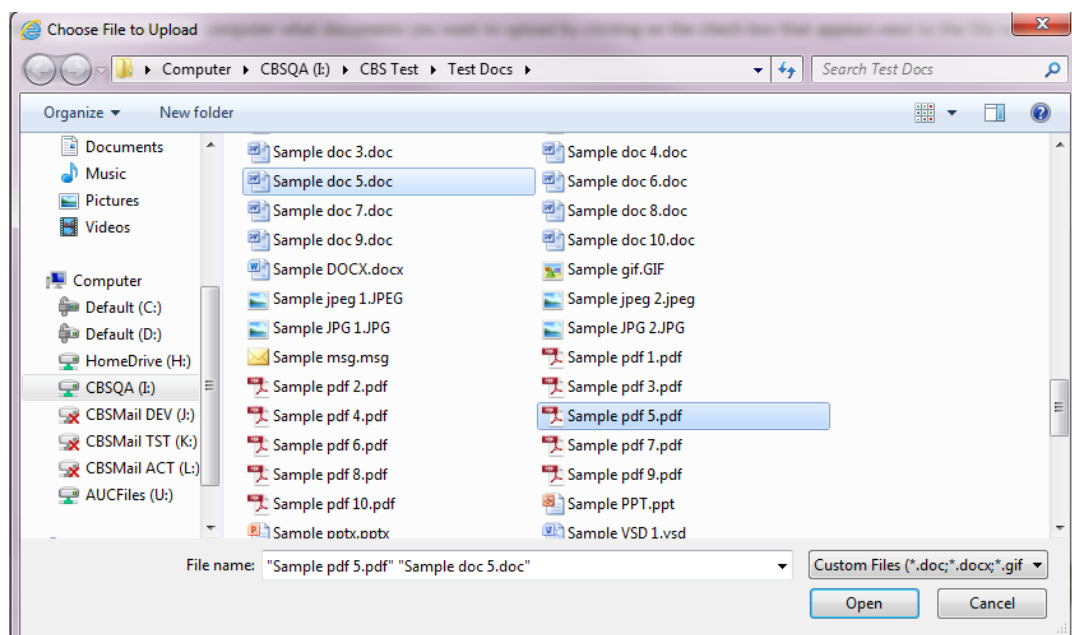 Choose File to Upload
Computer CBSQA (I:) CBS Test Test Docs
Search Test Docs
Organize New folder
Documents
Music
Pictures
Videos
Computer
Default (C:)
Default (D:)
HomeDrive (H:)
CBSQA (I:)
CBSMail DEV (J:)
CBSMail TST (K:)
CBSMail ACT (L:)
AUCFiles (U:)
Sample doc 3.doc
Sample doc 4.doc
Sample doc 5.doc
Sample doc 6.doc
Sample doc 7.doc
Sample doc 8.doc
Sample doc 9.doc
Sample doc 10.doc
Sample DOCX.docx
Sample gif.GIF
Sample jpeg 1.JPEG
Sample jpeg 2.jpeg
Sample JPG 1.JPG
Sample JPG 2.JPG
Sample msg.msg
Sample pdf 1.pdf
Sample pdf 2.pdf
Sample pdf 3.pdf
Sample pdf 4.pdf
Sample pdf 5.pdf
Sample pdf 6.pdf
Sample pdf 7.pdf
Sample pdf 8.pdf
Sample pdf 9.pdf
Sample pdf 10.pdf
Sample PPT.ppt
Sample pptx.pptx
Sample VSD 1.vsd
File name: "Sample pdf 5.pdf" "Sample doc 5.doc"
Custom Files (*.doc;*.docx;*.gif
Open Cancel